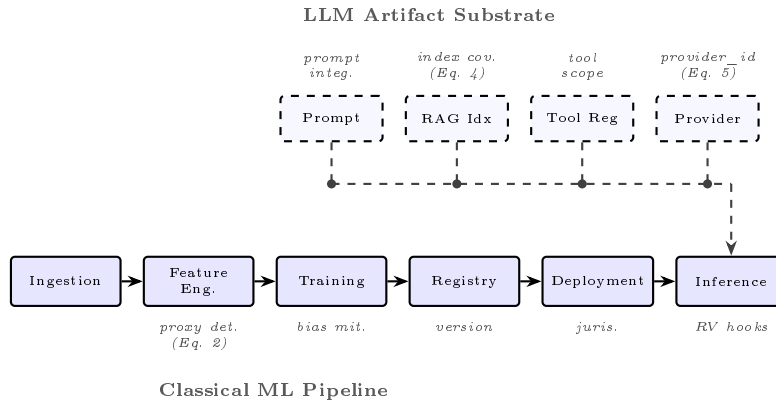 LLM Artifact Substrate
prompt
integ.
index cov.
(Eq. 4)
tool
scope
provider_id
(Eq. 5)
Prompt
RAG Idx
Tool Reg
Provider
Ingestion
Feature
Eng.
Training
Registry
Deployment
Inference
proxy det.
(Eq. 2)
bias mit.
version
juris.
RV hooks
Classical ML Pipeline